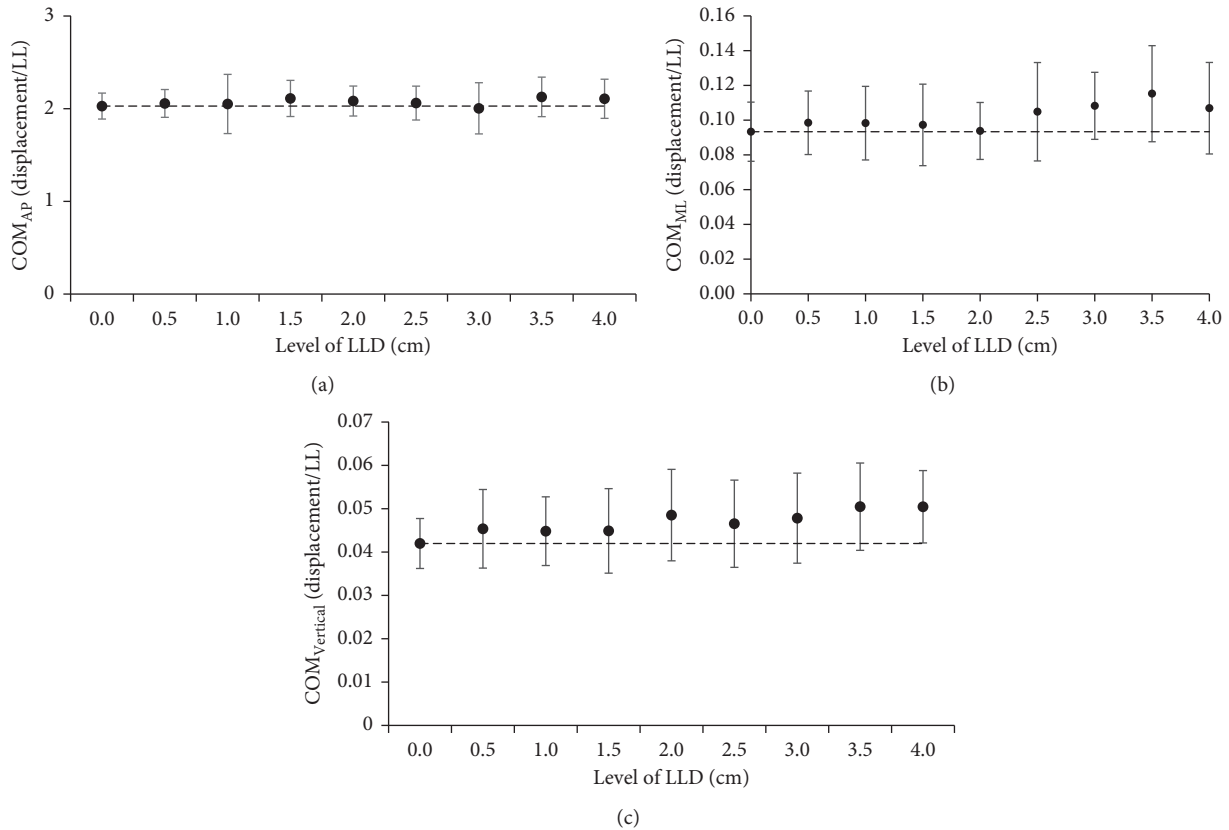 3
2
1
0
COM_AP (displacement/LL)
0.0 0.5 1.0 1.5 2.0 2.5 3.0 3.5 4.0
Level of LLD (cm)
(a)
0.16
0.14
0.12
0.10
0.08
0.06
0.04
0.02
0.00
COM_ML (displacement/LL)
0.0 0.5 1.0 1.5 2.0 2.5 3.0 3.5 4.0
Level of LLD (cm)
(b)
0.07
0.06
0.05
0.04
0.03
0.02
0.01
0
COM_Vertical (displacement/LL)
0.0 0.5 1.0 1.5 2.0 2.5 3.0 3.5 4.0
Level of LLD (cm)
(c)